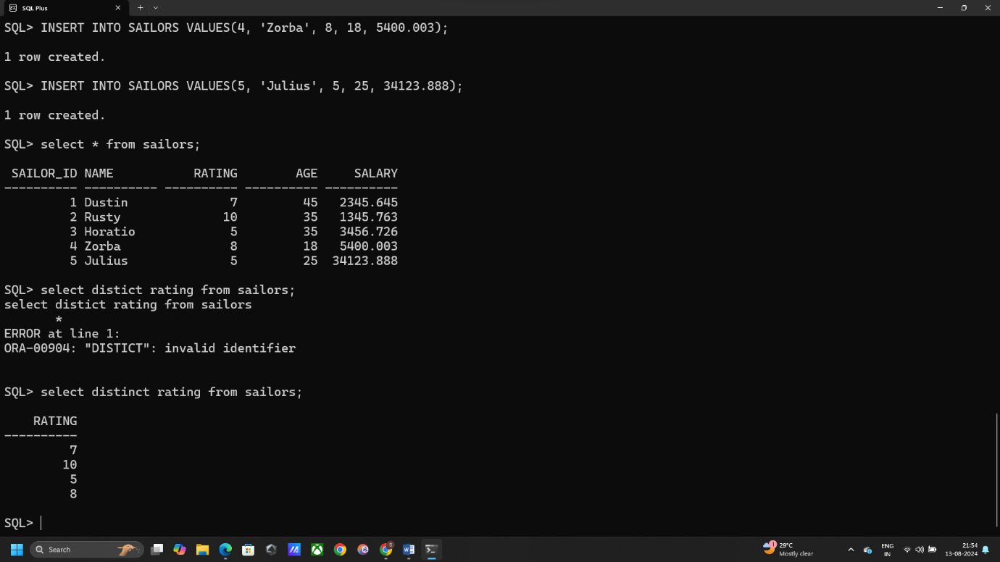 SQL Plus
SQL> INSERT INTO SAILORS VALUES(4, 'Zorba', 8, 18, 5400.003);
1 row created.
SQL> INSERT INTO SAILORS VALUES(5, 'Julius', 5, 25, 34123.888);
1 row created.
SQL> select * from sailors;
SAILOR_ID NAME RATING AGE SALARY
---------- ---------- ---------- ---------- ----------
1 Dustin 7 45 2345.645
2 Rusty 10 35 1345.763
3 Horatio 5 35 3456.726
4 Zorba 8 18 5400.003
5 Julius 5 25 34123.888
SQL> select distict rating from sailors;
select distict rating from sailors
*
ERROR at line 1:
ORA-00904: "DISTICT": invalid identifier
SQL> select distinct rating from sailors;
RATING
----------
7
10
5
8
SQL>
Search
1
29°C
Mostly clear
ENG
IN
21:54
13-08-2024